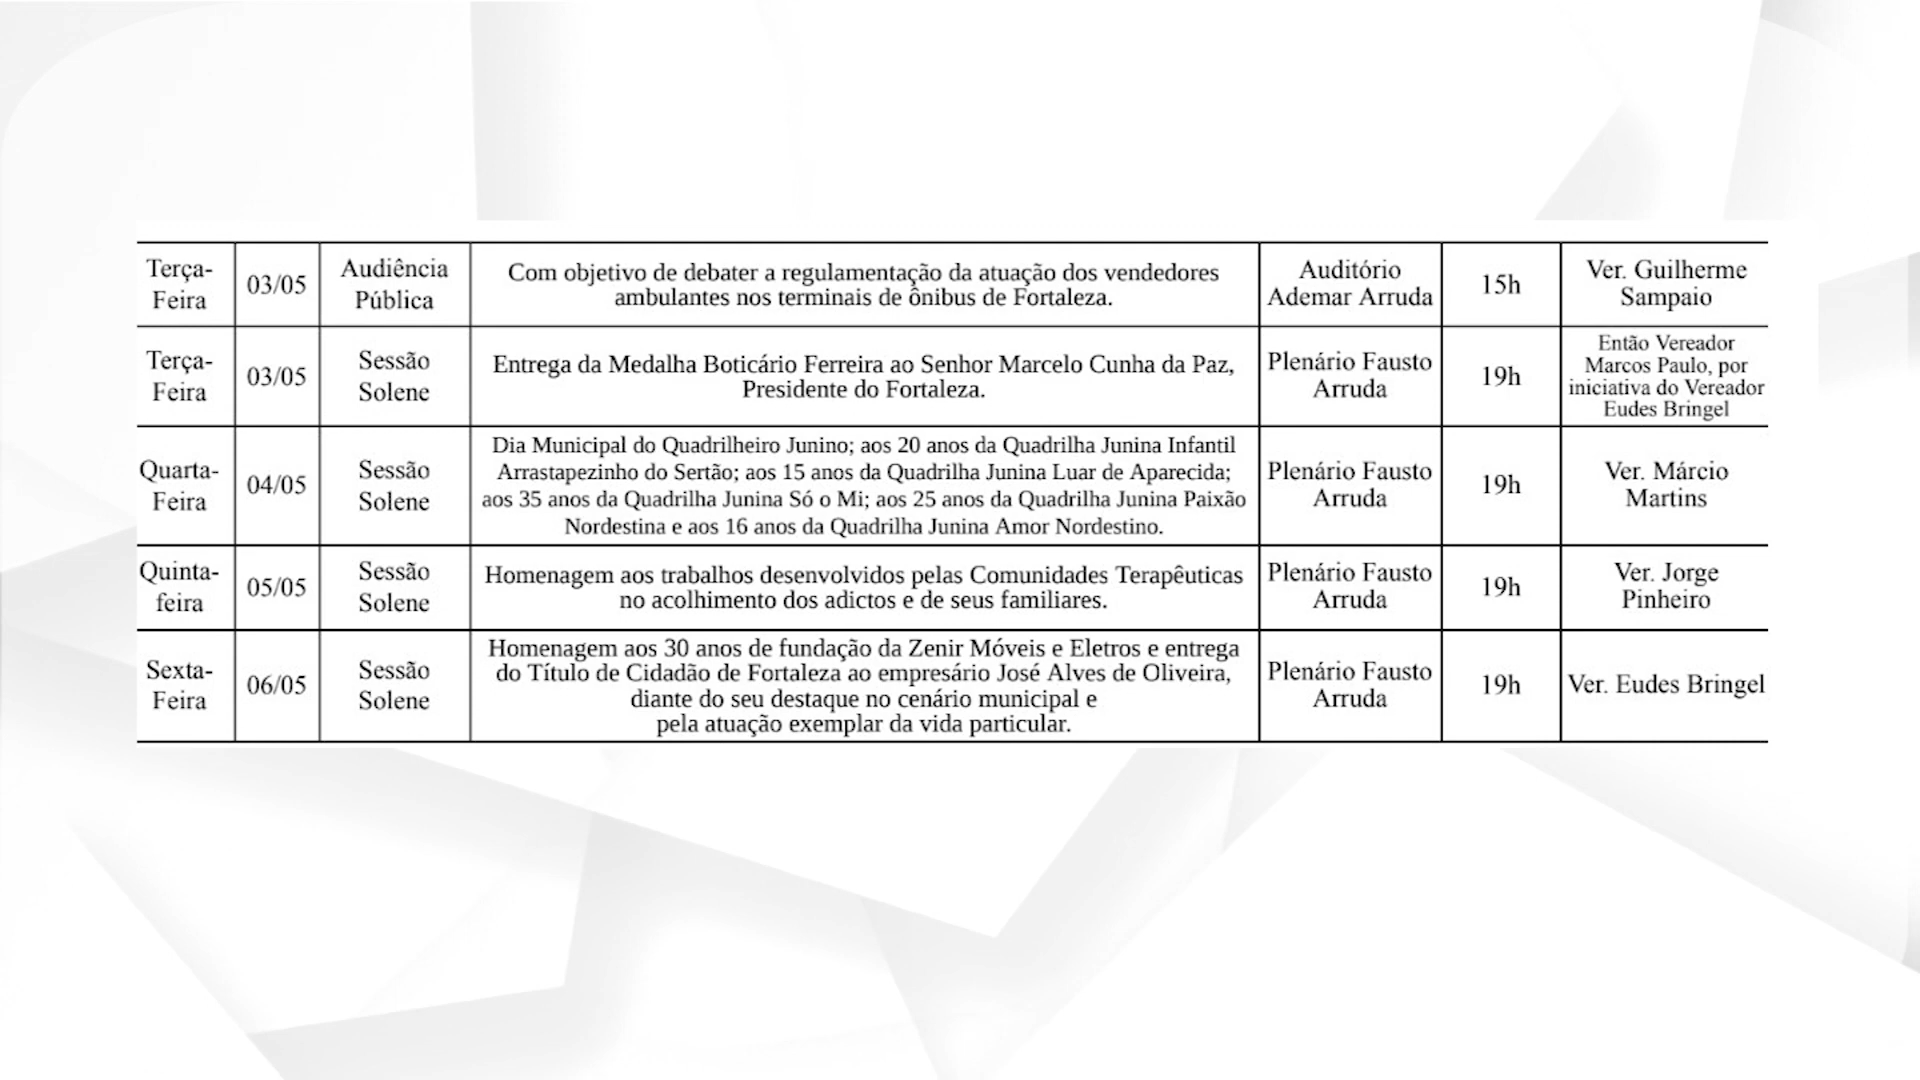 Terça-
Feira
03/05
Audiência
Pública
Com objetivo de debater a regulamentação da atuação dos vendedores
ambulantes nos terminais de ônibus de Fortaleza.
Auditório
Ademar Arruda
15h
Ver. Guilherme
Sampaio
Terça-
Feira
03/05
Sessão
Solene
Entrega da Medalha Boticário Ferreira ao Senhor Marcelo Cunha da Paz,
Presidente do Fortaleza.
Plenário Fausto
Arruda
19h
Então Vereador
Marcos Paulo, por
iniciativa do Vereador
Eudes Bringel
Quarta-
Feira
04/05
Sessão
Solene
Dia Municipal do Quadrilheiro Junino; aos 20 anos da Quadrilha Junina Infantil
Arrastapezinho do Sertão; aos 15 anos da Quadrilha Junina Luar de Aparecida;
aos 35 anos da Quadrilha Junina Só o Mi; aos 25 anos da Quadrilha Junina Paixão
Nordestina e aos 16 anos da Quadrilha Junina Amor Nordestino.
Plenário Fausto
Arruda
19h
Ver. Márcio
Martins
Quinta-
feira
05/05
Sessão
Solene
Homenagem aos trabalhos desenvolvidos pelas Comunidades Terapêuticas
no acolhimento dos adictos e de seus familiares.
Plenário Fausto
Arruda
19h
Ver. Jorge
Pinheiro
Sexta-
Feira
06/05
Sessão
Solene
Homenagem aos 30 anos de fundação da Zenir Móveis e Eletros e entrega
do Título de Cidadão de Fortaleza ao empresário José Alves de Oliveira,
diante do seu destaque no cenário municipal e
pela atuação exemplar da vida particular.
Plenário Fausto
Arruda
19h
Ver. Eudes Bringel